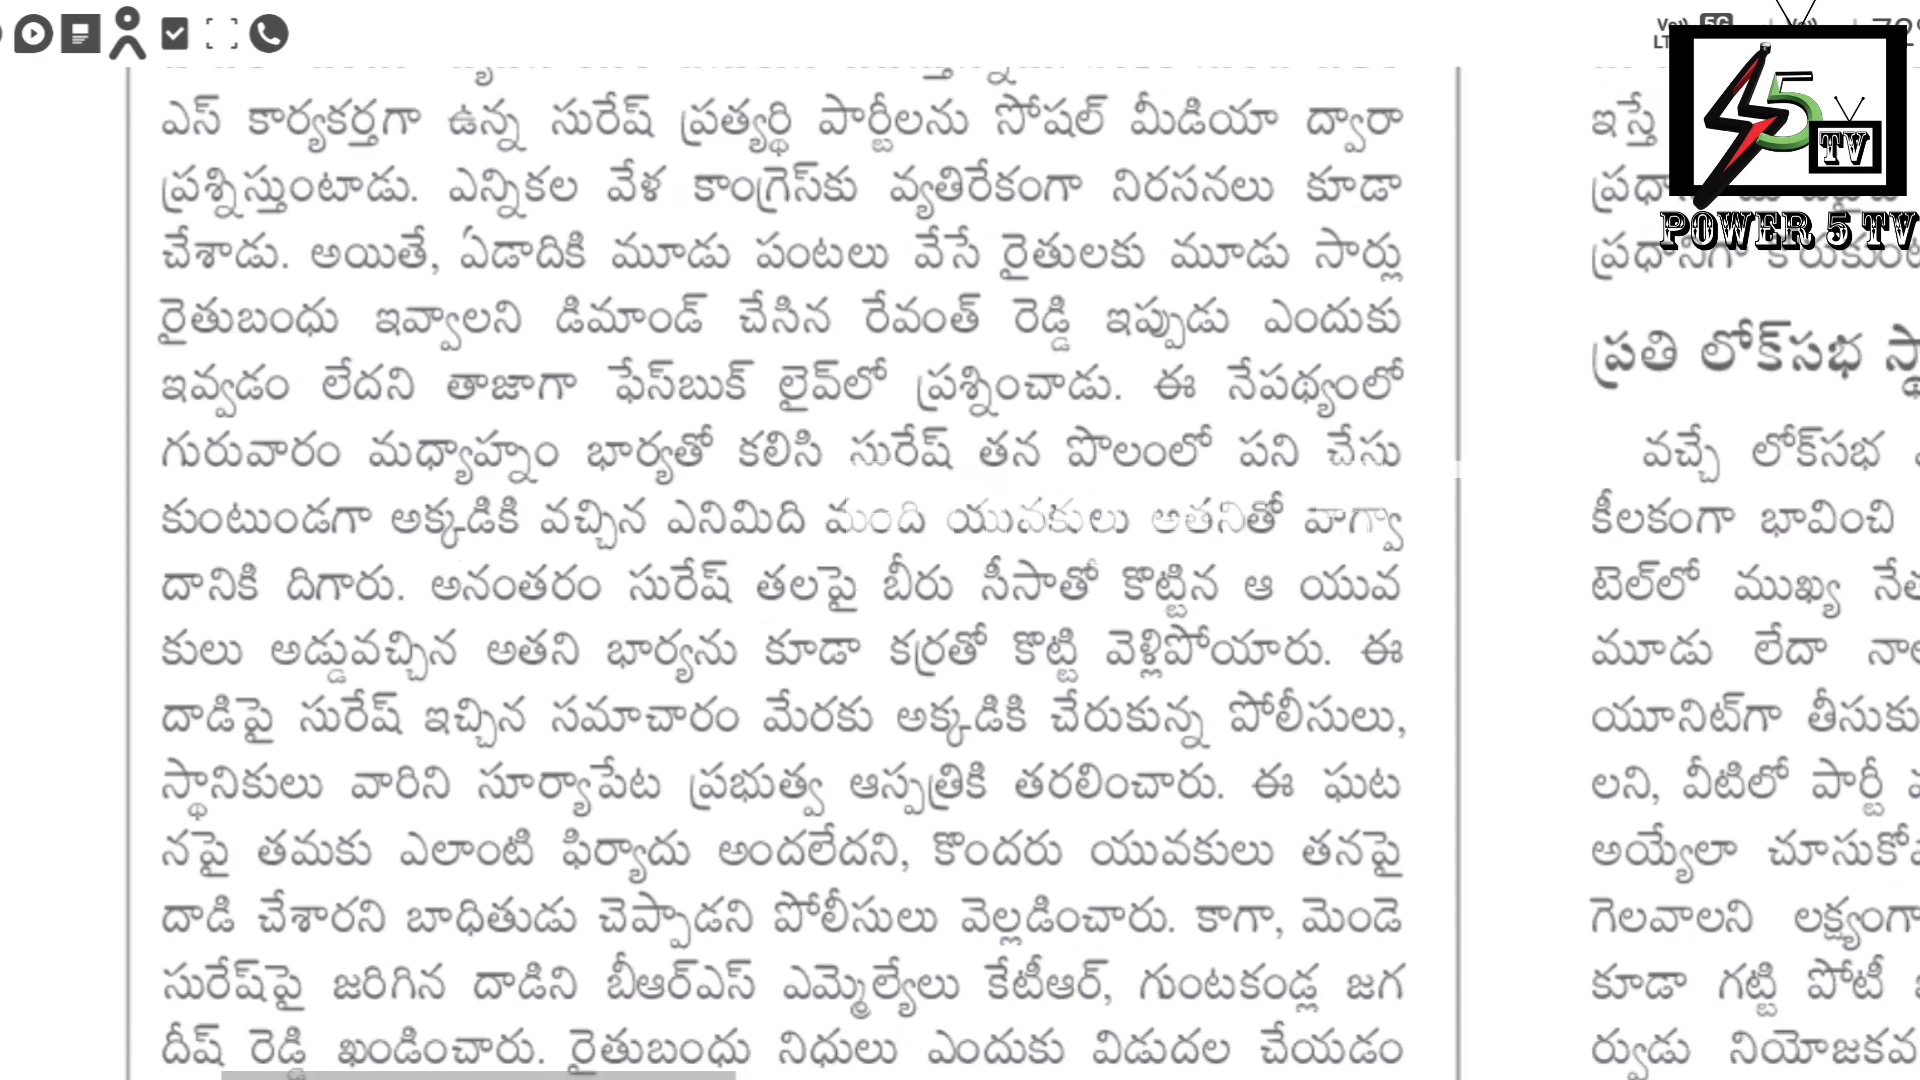 ఎస్ కార్యకర్తగా ఉన్న సురేష్ ప్రత్యర్థి పార్టీలను సోషల్ మీడియా ద్వారా
ప్రశ్నిస్తుంటాడు. ఎన్నికల వేళ కాంగ్రెస్‌కు వ్యతిరేకంగా నిరసనలు కూడా
చేశాడు. అయితే, ఏడాదికి మూడు పంటలు వేసే రైతులకు మూడు సార్లు
రైతుబంధు ఇవ్వాలని డిమాండ్ చేసిన రేవంత్ రెడ్డి ఇప్పుడు ఎందుకు
ఇవ్వడం లేదని తాజాగా ఫేస్‌బుక్ లైవ్‌లో ప్రశ్నించాడు. ఈ నేపథ్యంలో
గురువారం మధ్యాహ్నం భార్యతో కలిసి సురేష్ తన పొలంలో పని చేసు
కుంటుండగా అక్కడికి వచ్చిన ఎనిమిది మంది యువకులు అతనితో వాగ్వా
దానికి దిగారు. అనంతరం సురేష్ తలపై బీరు సీసాతో కొట్టిన ఆ యువ
కులు అడ్డువచ్చిన అతని భార్యను కూడా కర్రతో కొట్టి వెళ్లిపోయారు. ఈ
దాడిపై సురేష్ ఇచ్చిన సమాచారం మేరకు అక్కడికి చేరుకున్న పోలీసులు,
స్థానికులు వారిని సూర్యాపేట ప్రభుత్వ ఆస్పత్రికి తరలించారు. ఈ ఘట
నపై తమకు ఎలాంటి ఫిర్యాదు అందలేదని, కొందరు యువకులు తనపై
దాడి చేశారని బాధితుడు చెప్పాడని పోలీసులు వెల్లడించారు. కాగా, మెండె
సురేష్‌పై జరిగిన దాడిని బీఆర్ఎస్ ఎమ్మెల్యేలు కేటీఆర్, గుంటకండ్ల జగ
దీష్ రెడ్డి ఖండించారు. రైతుబంధు నిధులు ఎందుకు విడుదల చేయడం
ఇస్తే
ప్రతి లోక్‌సభ
వచ్చే లోక్‌సభ
కీలకంగా భావించి
టెల్‌లో ముఖ్య
మూడు లేదా
యూనిట్‌గా
లని, వీటిలో పార్టీ
అయ్యేలా
గెలవాలని
కూడా గట్టి పోటీ
ర్వుడు
5G
5
TV
POWER 5 TV